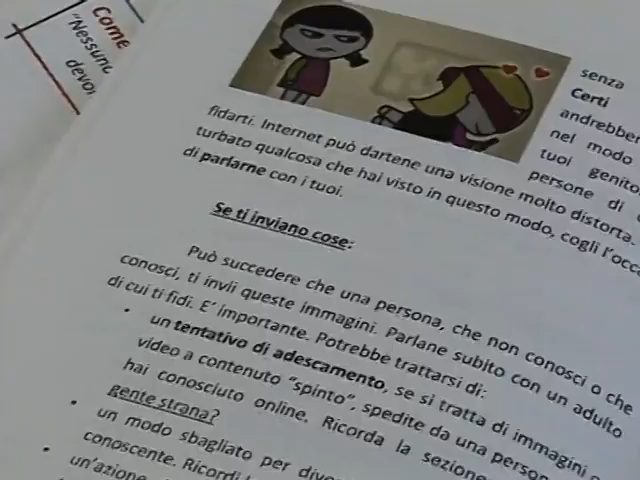 Come
"Nessuno
devo
senza
Certi
andrebber
nel modo
tuoi genito
persone di
fidarti. Internet può dartene una visione molto distorta.
turbato qualcosa che hai visto in questo modo, cogli l'occa
di parlarne con i tuoi.
Se ti inviano cose:
Può succedere che una persona, che non conosci o che
conosci, ti invii queste immagini. Parlane subito con un adulto
di cui ti fidi. E' importante. Potrebbe trattarsi di:
• un tentativo di adescamento, se si tratta di immagini o
video a contenuto "spinto", spedite da una person
hai conosciuto online. Ricorda la sezione
gente strana?
• un modo sbagliato per dive
conoscente. Ricordi
• un'azione